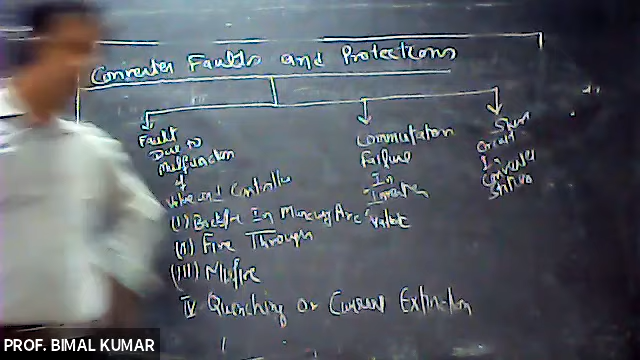 Converter Faults and Protections
Fault
Due to
Malfunction
of
Valve and Controller
(I) Backfire In Mercury Arc Valve
(II) Fire Through
(III) Misfire
IV Quenching or Current Extinction
Commutation
Failure
In
Inverter
Short
Circuit
In
Converter
Station
PROF. BIMAL KUMAR